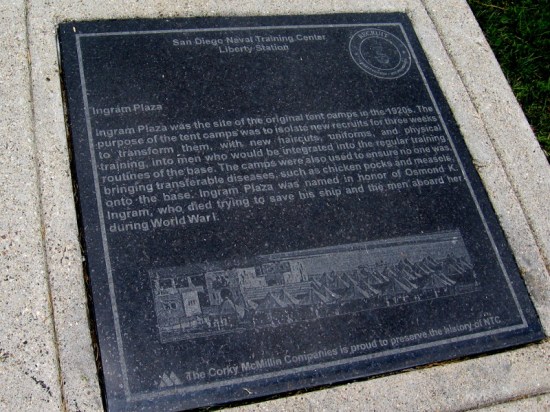 San Diego Naval Training Center
Liberty Station
RECRUIT
Ingram Plaza
Ingram Plaza was the site of the original tent camps in the 1920s. The
purpose of the tent camps was to isolate new recruits for three weeks
to transform them, with new haircuts, uniforms, and physical
training, into men who would be integrated into the regular training
routines of the base. The camps were also used to ensure no one was
bringing transferable diseases, such as chicken pocks and measels,
onto the base. Ingram Plaza was named in honor of Osmond K.
Ingram, who died trying to save his ship and the men aboard her
during World War I.
The Corky McMillin Companies is proud to preserve the history of NTC